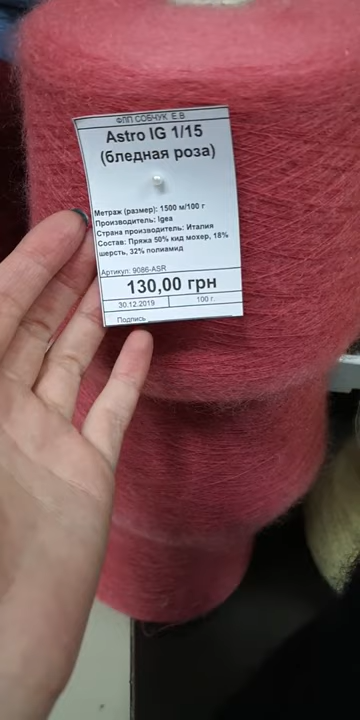 ФПП СОБЧУК Е.В
Astro IG 1/15
(бледная роза)
Метраж (размер): 1500 м/100 г
Производитель: Igea
Страна производитель: Италия
Состав: Пряжа 50% кид мохер, 18%
шерсть, 32% полиамид
Артикул: 9086-ASR
130,00 грн
30.12.2019 100 г.
Подпись